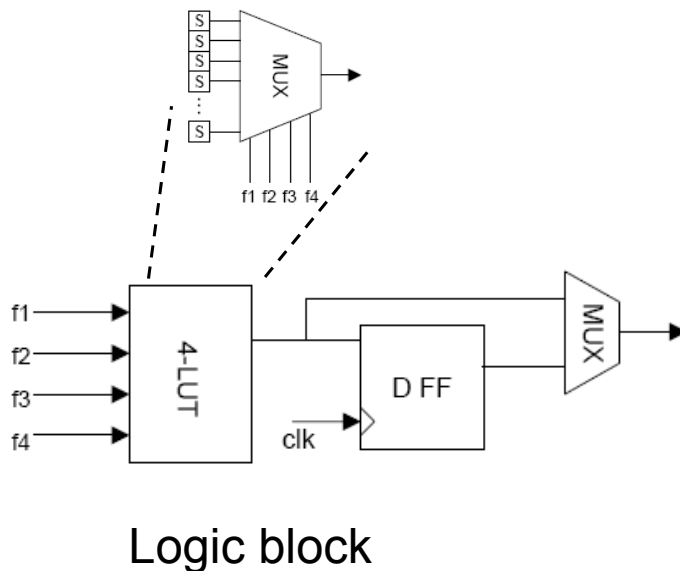 S
S
S
S
⋮
S
MUX
f1 f2 f3 f4
f1
f2
f3
f4
4-LUT
D FF
clk
MUX
Logic block